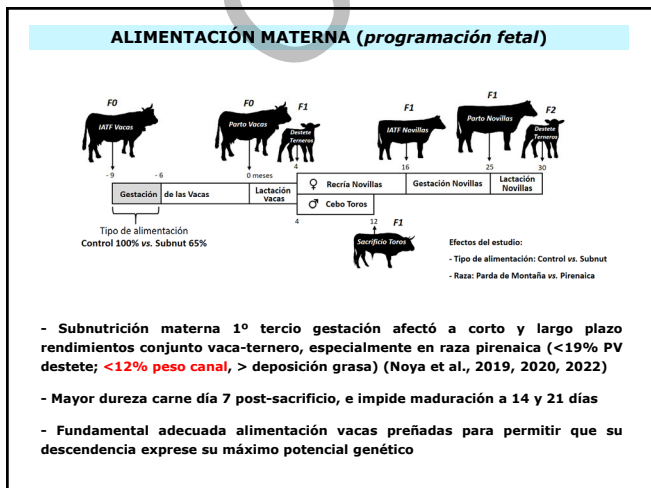 ALIMENTACIÓN MATERNA (programación fetal)
F0
IATF Vacas
F0
Parto Vacas
F1
Destete Terneros
F1
IATF Novillas
F1
Parto Novillas
F2
Destete Terneros
- 9
- 6
0 meses
4
16
25
30
Gestación de las Vacas
Lactación Vacas
♀ Recría Novillas
Gestación Novillas
Lactación Novillas
♂ Cebo Toros
4
12
F1
Sacrificio Toros
Tipo de alimentación
Control 100% vs. Subnut 65%
Efectos del estudio:
- Tipo de alimentación: Control vs. Subnut
- Raza: Parda de Montaña vs. Pirenaica
- Subnutrición materna 1º tercio gestación afectó a corto y largo plazo
rendimientos conjunto vaca-ternero, especialmente en raza pirenaica (<19% PV
destete; <12% peso canal, > deposición grasa) (Noya et al., 2019, 2020, 2022)
- Mayor dureza carne día 7 post-sacrificio, e impide maduración a 14 y 21 días
- Fundamental adecuada alimentación vacas preñadas para permitir que su
descendencia exprese su máximo potencial genético